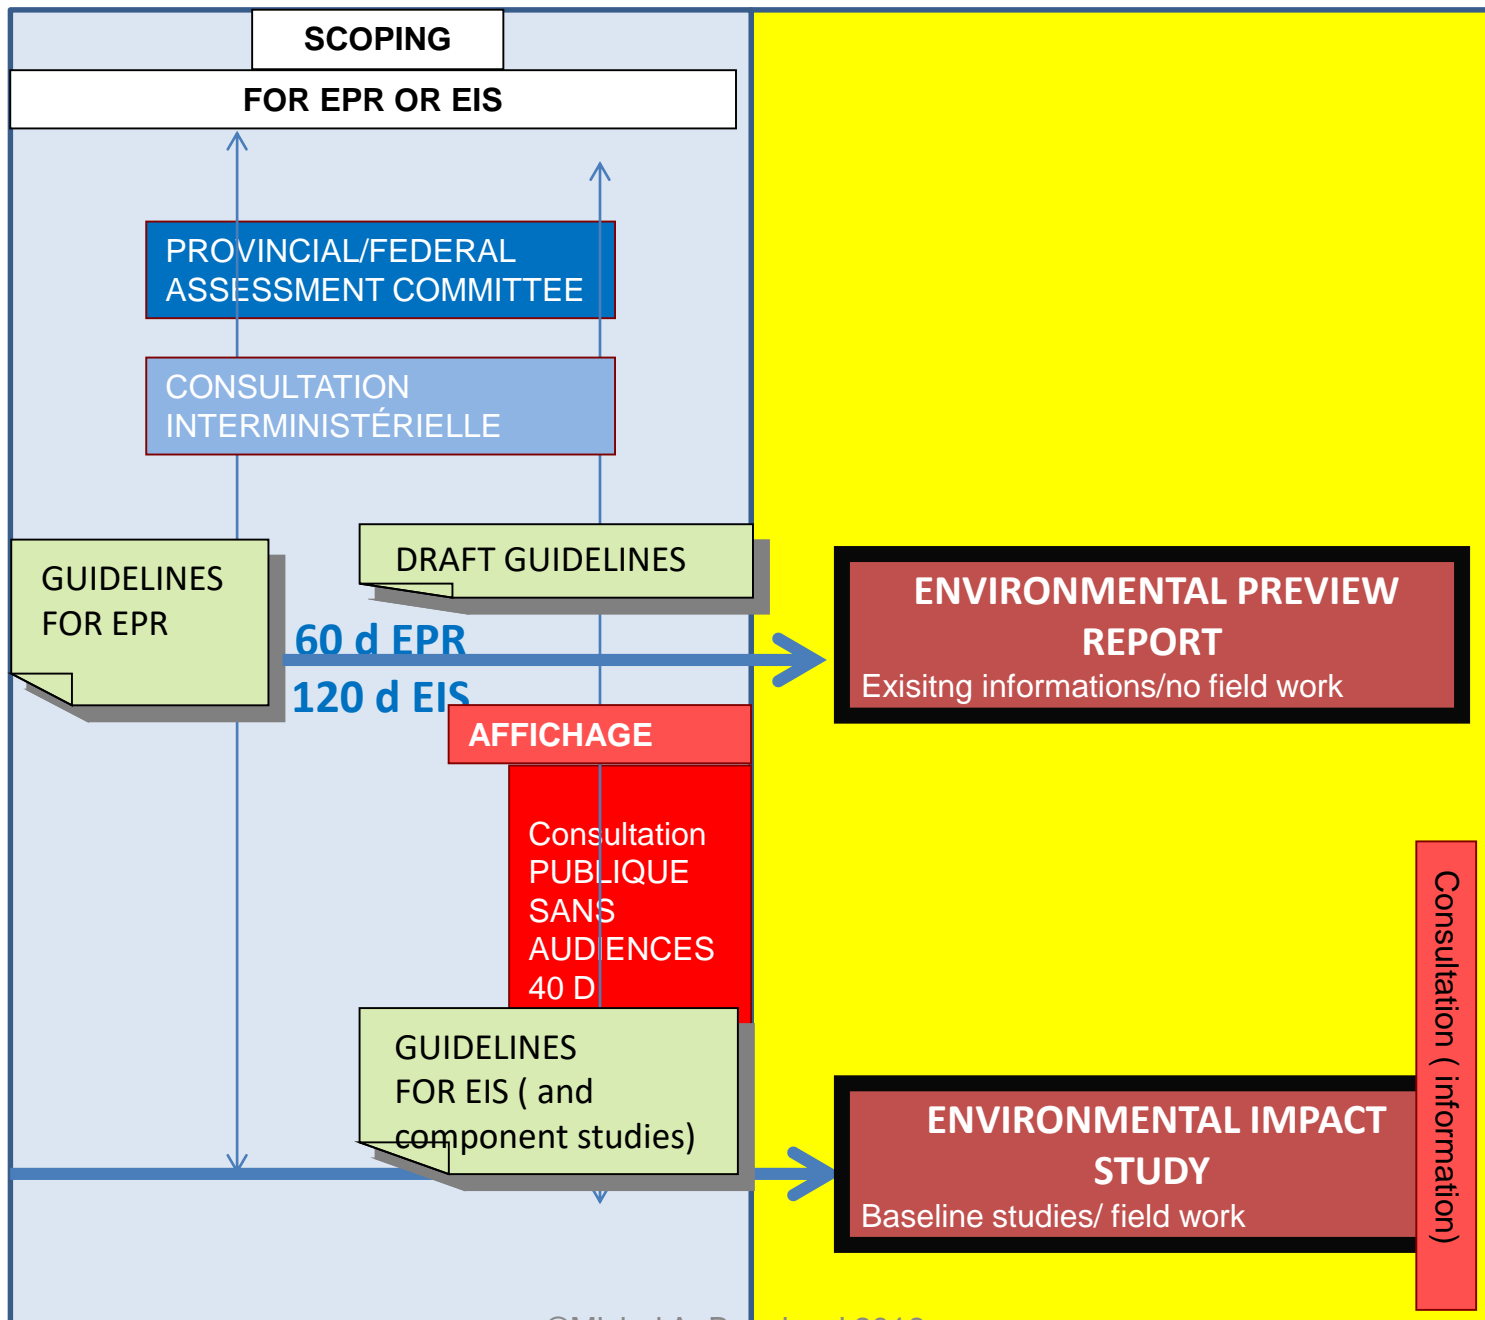 SCOPING
FOR EPR OR EIS
PROVINCIAL/FEDERAL
ASSESSMENT COMMITTEE
CONSULTATION
INTERMINISTÉRIELLE
GUIDELINES
FOR EPR
DRAFT GUIDELINES
60 d EPR
120 d EIS
ENVIRONMENTAL PREVIEW
REPORT
Exisitng informations/no field work
AFFICHAGE
Consultation
PUBLIQUE
SANS
AUDIENCES
40 D
GUIDELINES
FOR EIS ( and
component studies)
ENVIRONMENTAL IMPACT
STUDY
Baseline studies/ field work
Consultation ( information)